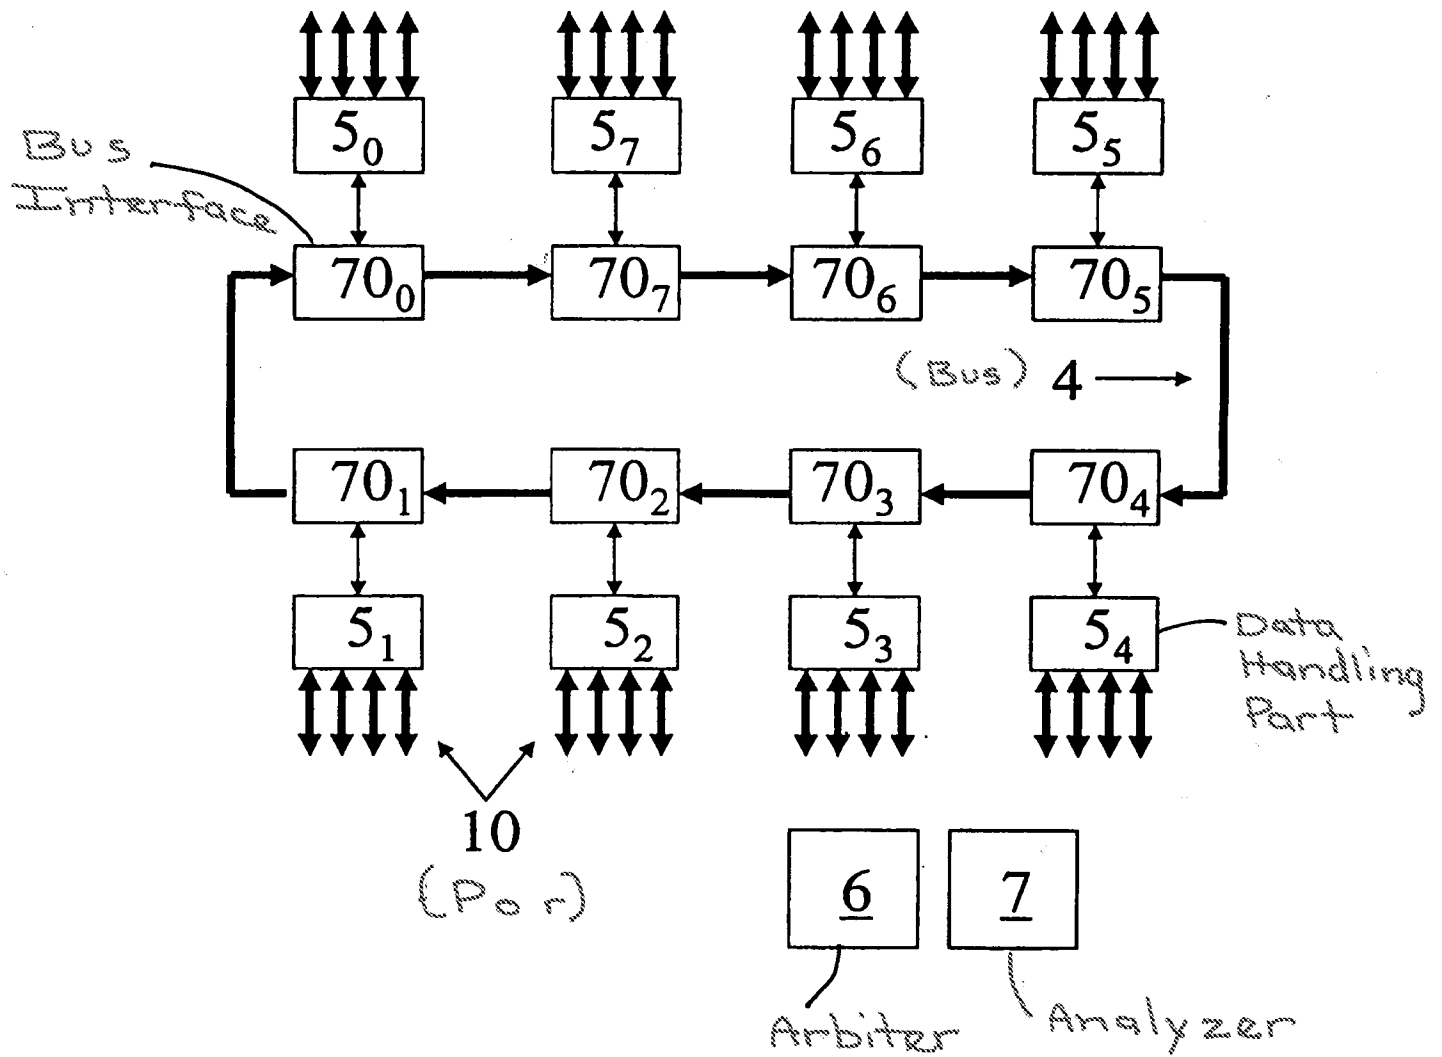 5₀ 5₇ 5₆ 5₅
Bus
Interface
70₀ 70₇ 70₆ 70₅
(Bus) 4
70₁ 70₂ 70₃ 70₄
5₁ 5₂ 5₃ 5₄
Data
Handling
Part
10
(Por)
6 7
Arbiter Analyzer